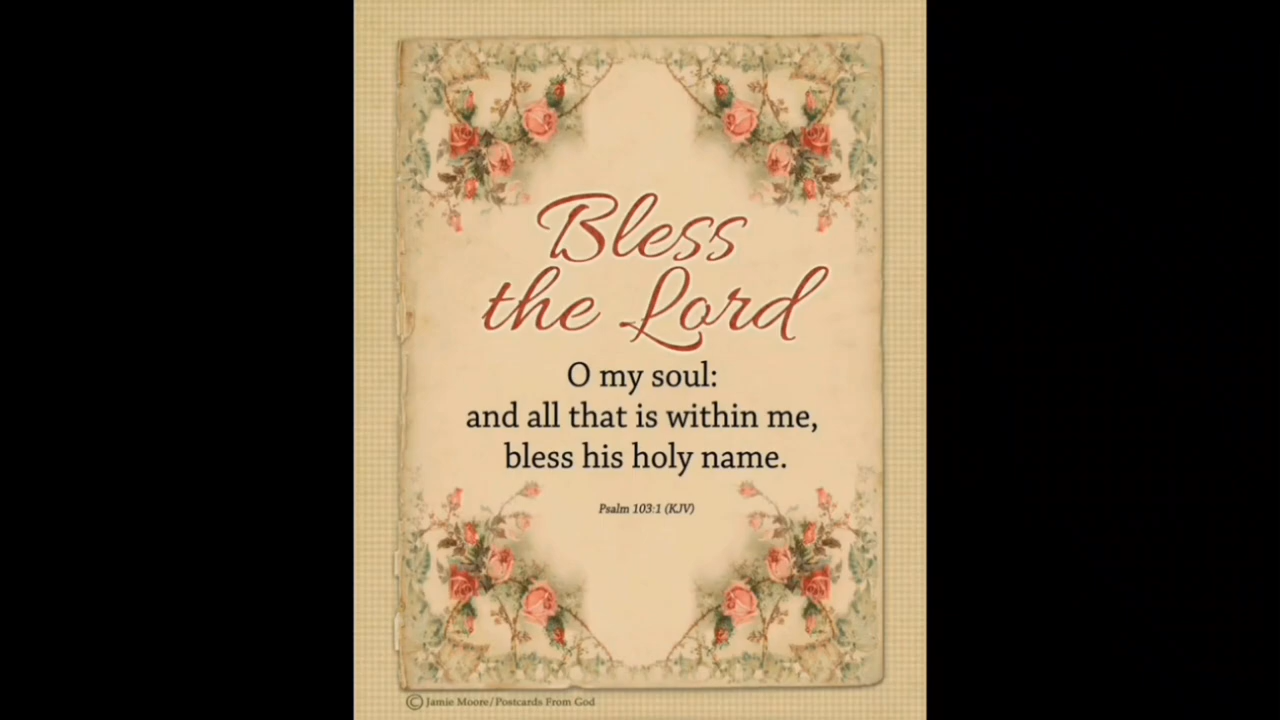 Bless
the Lord
O my soul:
and all that is within me,
bless his holy name.
Psalm 103:1 (KJV)
© Jamie Moore/Postcards From God